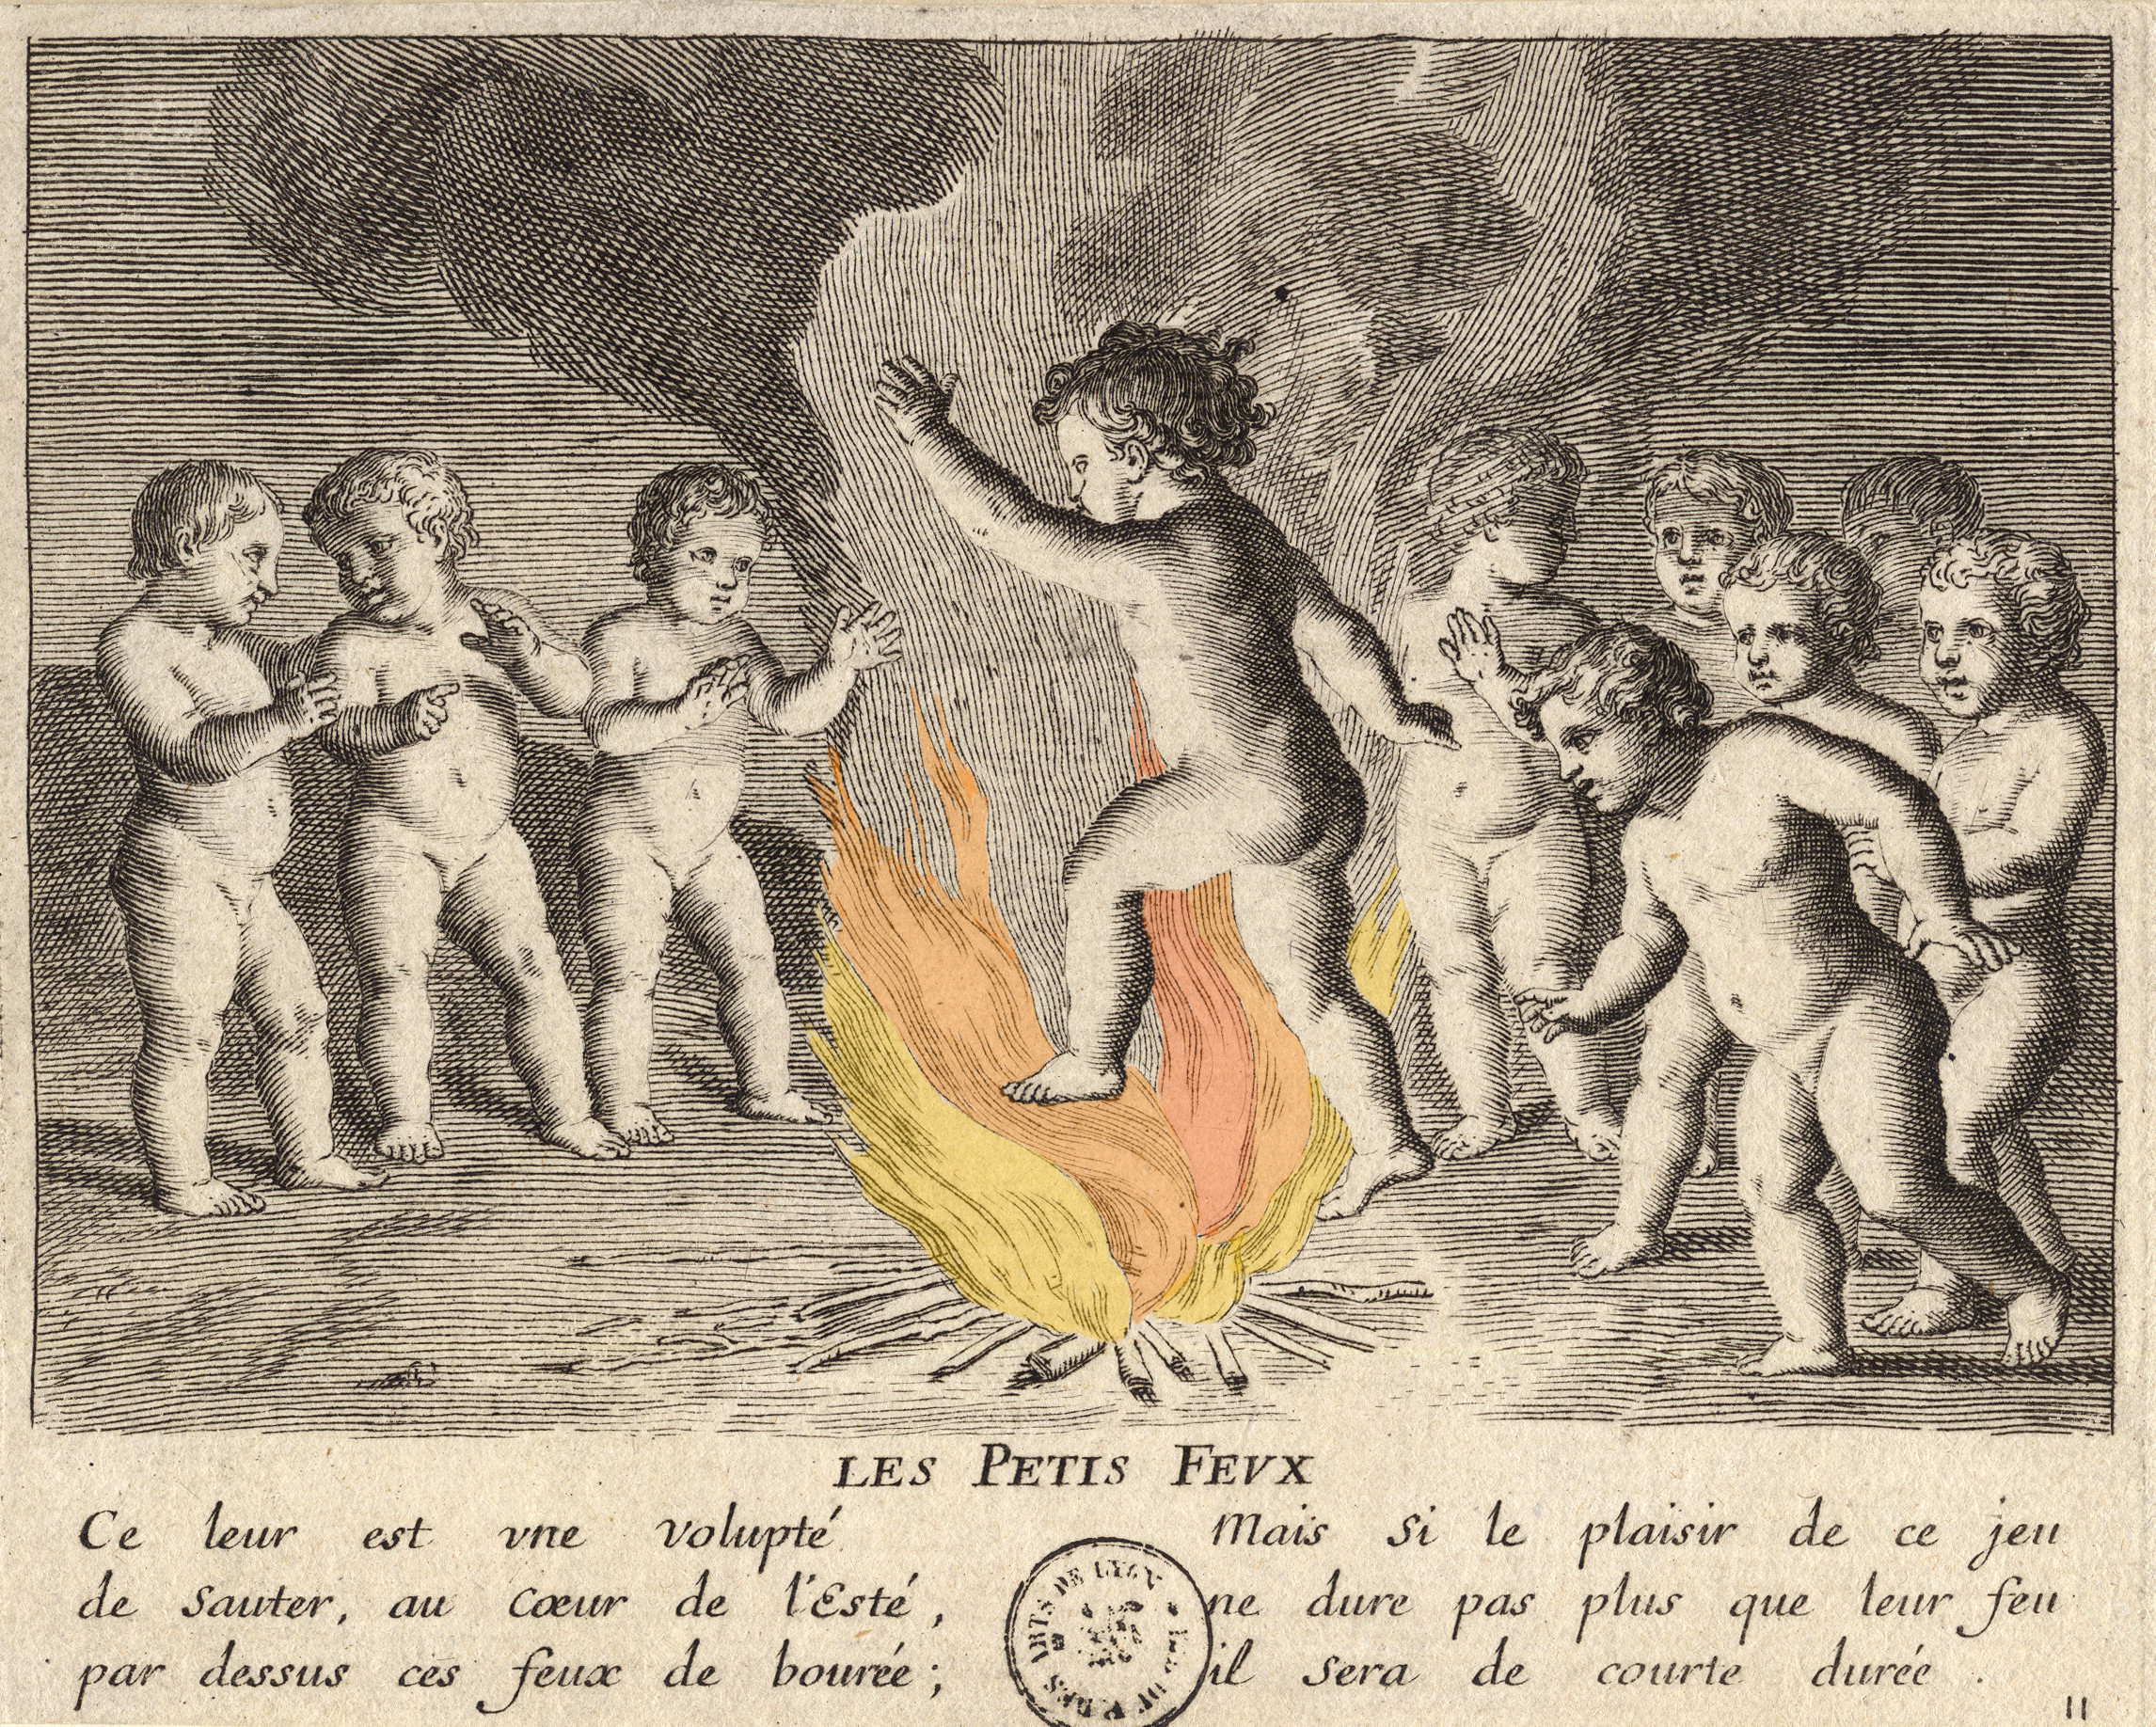 LES PETIS FEVX
Ce leur est vne volupté
de Sauter, au Cœur de l'Esté,
par dessus ces feux de bourée;
Mais Si le plaisir de ce jeu
ne dure pas plus que leur feu
il Sera de courte durée.
ARTS DE LYON
11